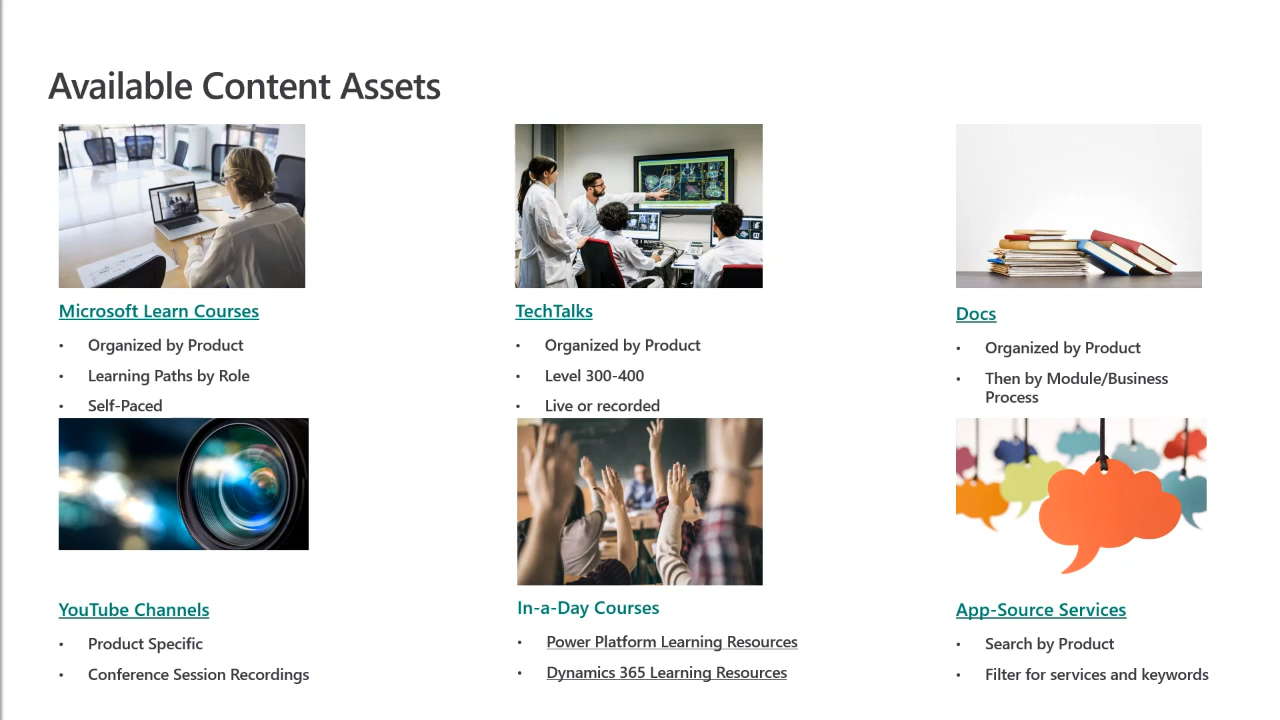 Available Content Assets
Microsoft Learn Courses
• Organized by Product
• Learning Paths by Role
• Self-Paced
TechTalks
• Organized by Product
• Level 300-400
• Live or recorded
Docs
• Organized by Product
• Then by Module/Business
Process
YouTube Channels
• Product Specific
• Conference Session Recordings
In-a-Day Courses
• Power Platform Learning Resources
• Dynamics 365 Learning Resources
App-Source Services
• Search by Product
• Filter for services and keywords